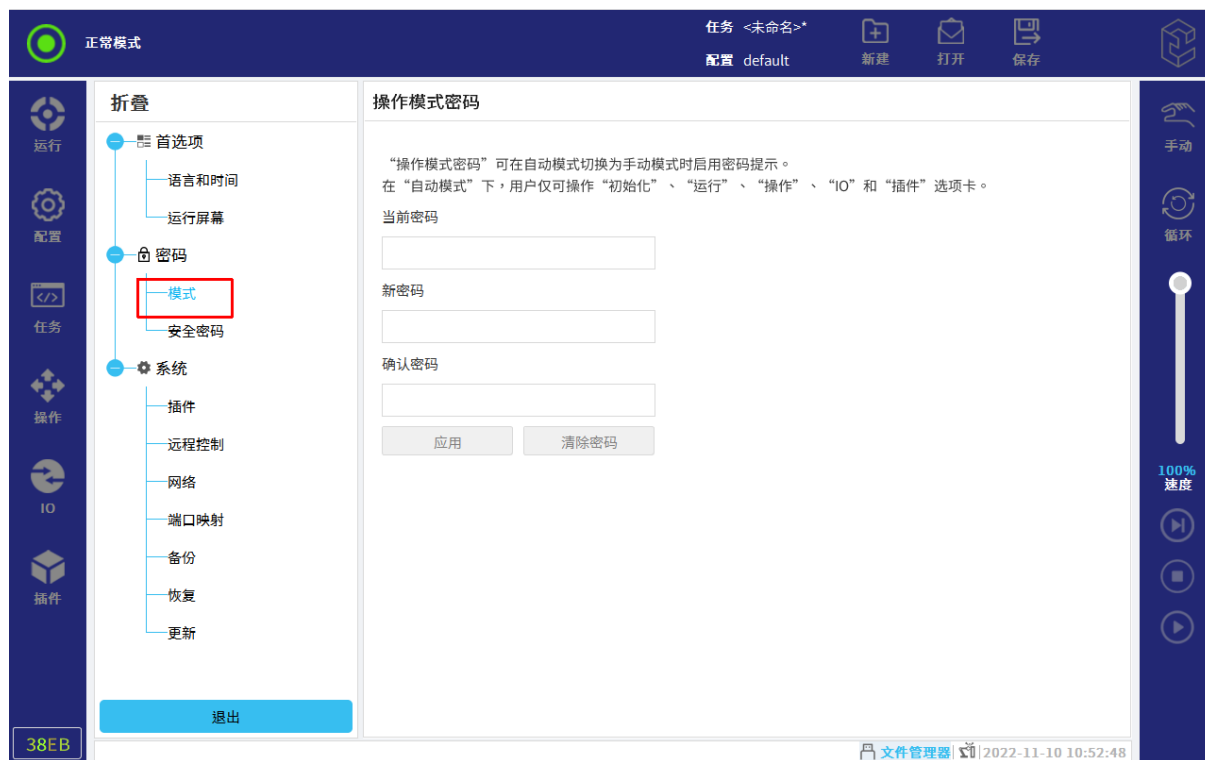 正常模式
任务 <未命名>*
配置 default
新建
打开
保存
运行
配置
任务
操作
IO
插件
38EB
折叠
首选项
语言和时间
运行屏幕
密码
模式
安全密码
系统
插件
远程控制
网络
端口映射
备份
恢复
更新
退出
操作模式密码
“操作模式密码”可在自动模式切换为手动模式时启用密码提示。
在“自动模式”下，用户仅可操作“初始化”、“运行”、“操作”、“IO”和“插件”选项卡。
当前密码
新密码
确认密码
应用
清除密码
手动
循环
100%
速度
文件管理器
2022-11-10 10:52:48